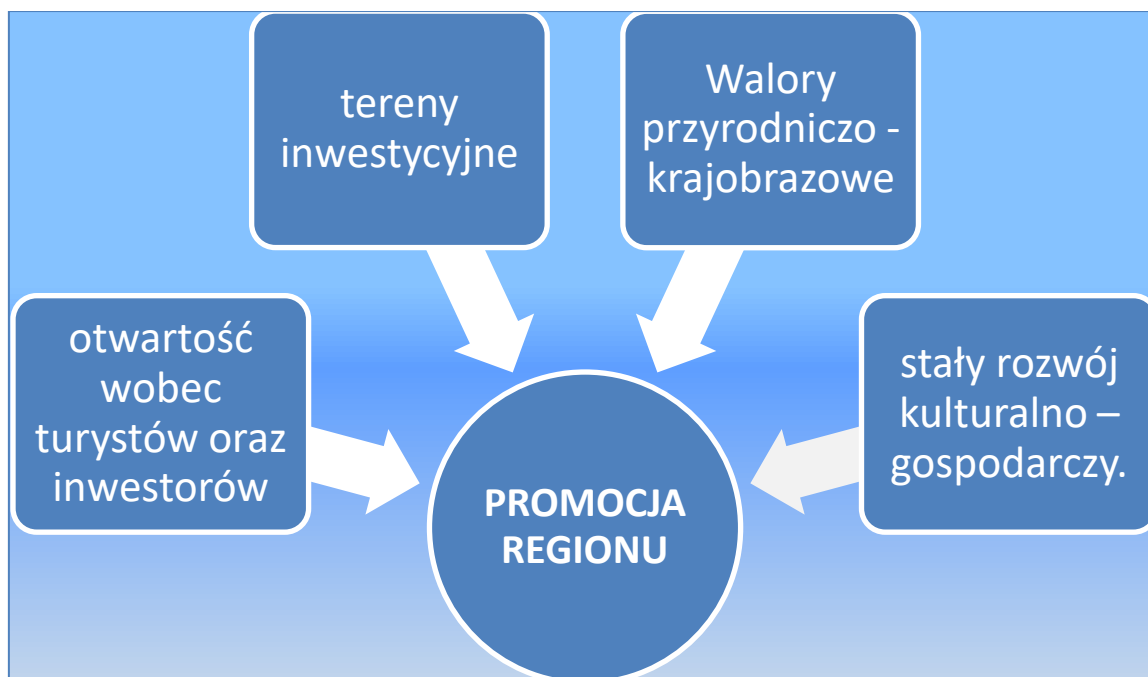 otwartość
wobec
turystów oraz
inwestorów
tereny
inwestycyjne
Walory
przyrodniczo -
krajobrazowe
stały rozwój
kulturalno –
gospodarczy.
PROMOCJA
REGIONU